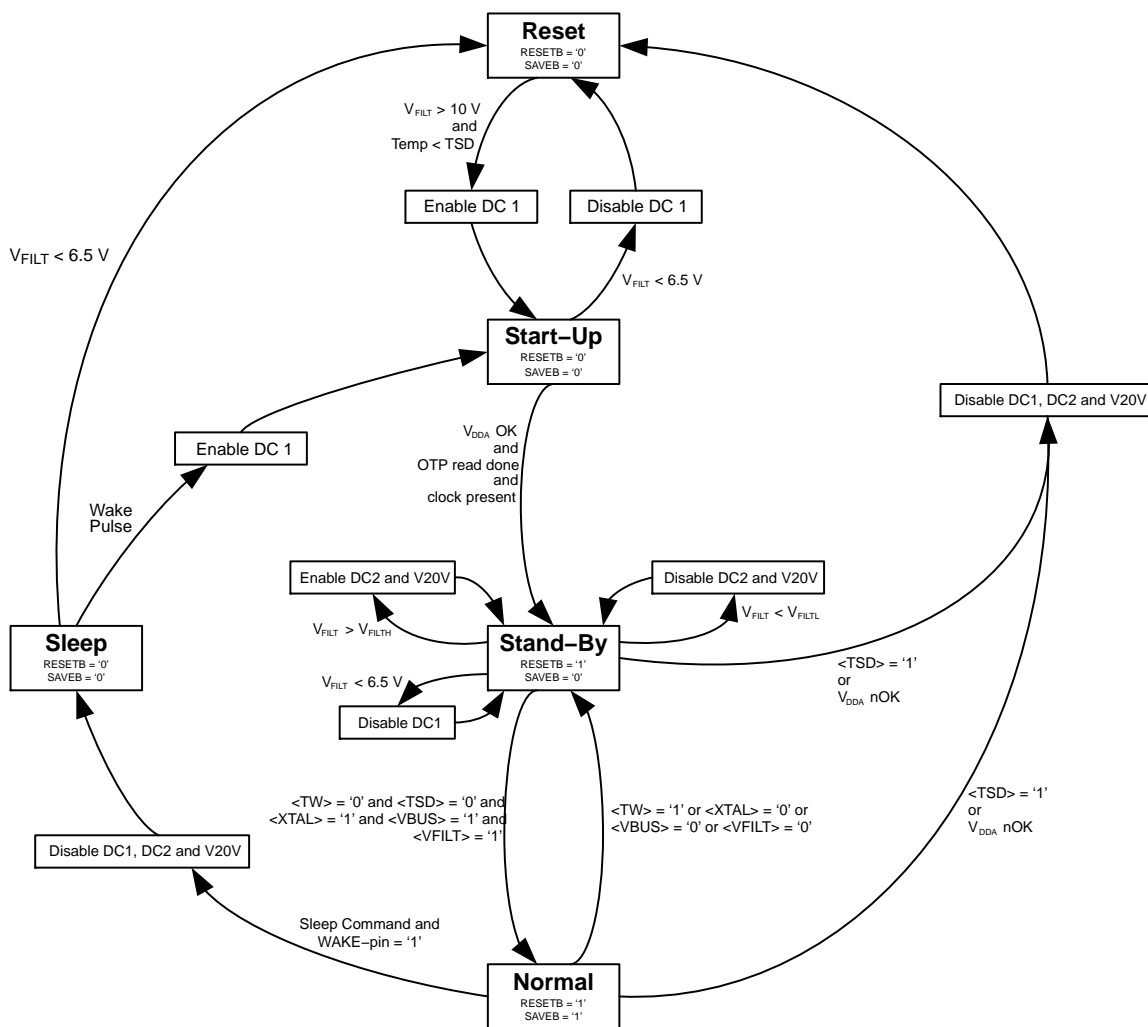 Reset
RESETB = ‘0’
SAVEB = ‘0’
VFILT > 10 V
and
Temp < TSD
Enable DC 1
Disable DC 1
VFILT < 6.5 V
VFILT < 6.5 V
Start−Up
RESETB = ‘0’
SAVEB = ‘0’
Disable DC1, DC2 and V20V
Enable DC 1
VDDA OK
and
OTP read done
and
clock present
Wake
Pulse
Enable DC2 and V20V
Disable DC2 and V20V
VFILT > VFILTH
VFILT < VFILTL
Sleep
RESETB = ‘0’
SAVEB = ‘0’
Stand−By
RESETB = ‘1’
SAVEB = ‘0’
VFILT < 6.5 V
Disable DC1
<TSD> = ‘1’
or
VDDA nOK
<TW> = ‘0’ and <TSD> = ‘0’ and
<XTAL> = ‘1’ and <VBUS> = ‘1’ and
<VFILT> = ‘1’
<TW> = ‘1’ or <XTAL> = ‘0’ or
<VBUS> = ‘0’ or <VFILT> = ‘0’
<TSD> = ‘1’
or
VDDA nOK
Disable DC1, DC2 and V20V
Sleep Command and
WAKE−pin = ‘1’
Normal
RESETB = ‘1’
SAVEB = ‘1’